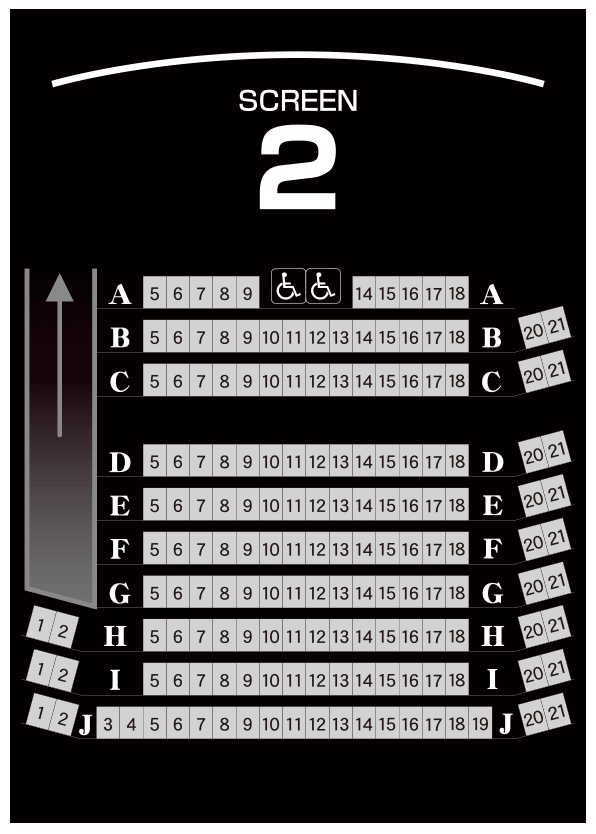 SCREEN
2
A 5 6 7 8 9 14 15 16 17 18 A
B 5 6 7 8 9 10 11 12 13 14 15 16 17 18 B 20 21
C 5 6 7 8 9 10 11 12 13 14 15 16 17 18 C 20 21
D 5 6 7 8 9 10 11 12 13 14 15 16 17 18 D 20 21
E 5 6 7 8 9 10 11 12 13 14 15 16 17 18 E 20 21
F 5 6 7 8 9 10 11 12 13 14 15 16 17 18 F 20 21
G 5 6 7 8 9 10 11 12 13 14 15 16 17 18 G 20 21
1 2 H 5 6 7 8 9 10 11 12 13 14 15 16 17 18 H 20 21
1 2 I 5 6 7 8 9 10 11 12 13 14 15 16 17 18 I 20 21
1 2 J 3 4 5 6 7 8 9 10 11 12 13 14 15 16 17 18 19 J 20 21